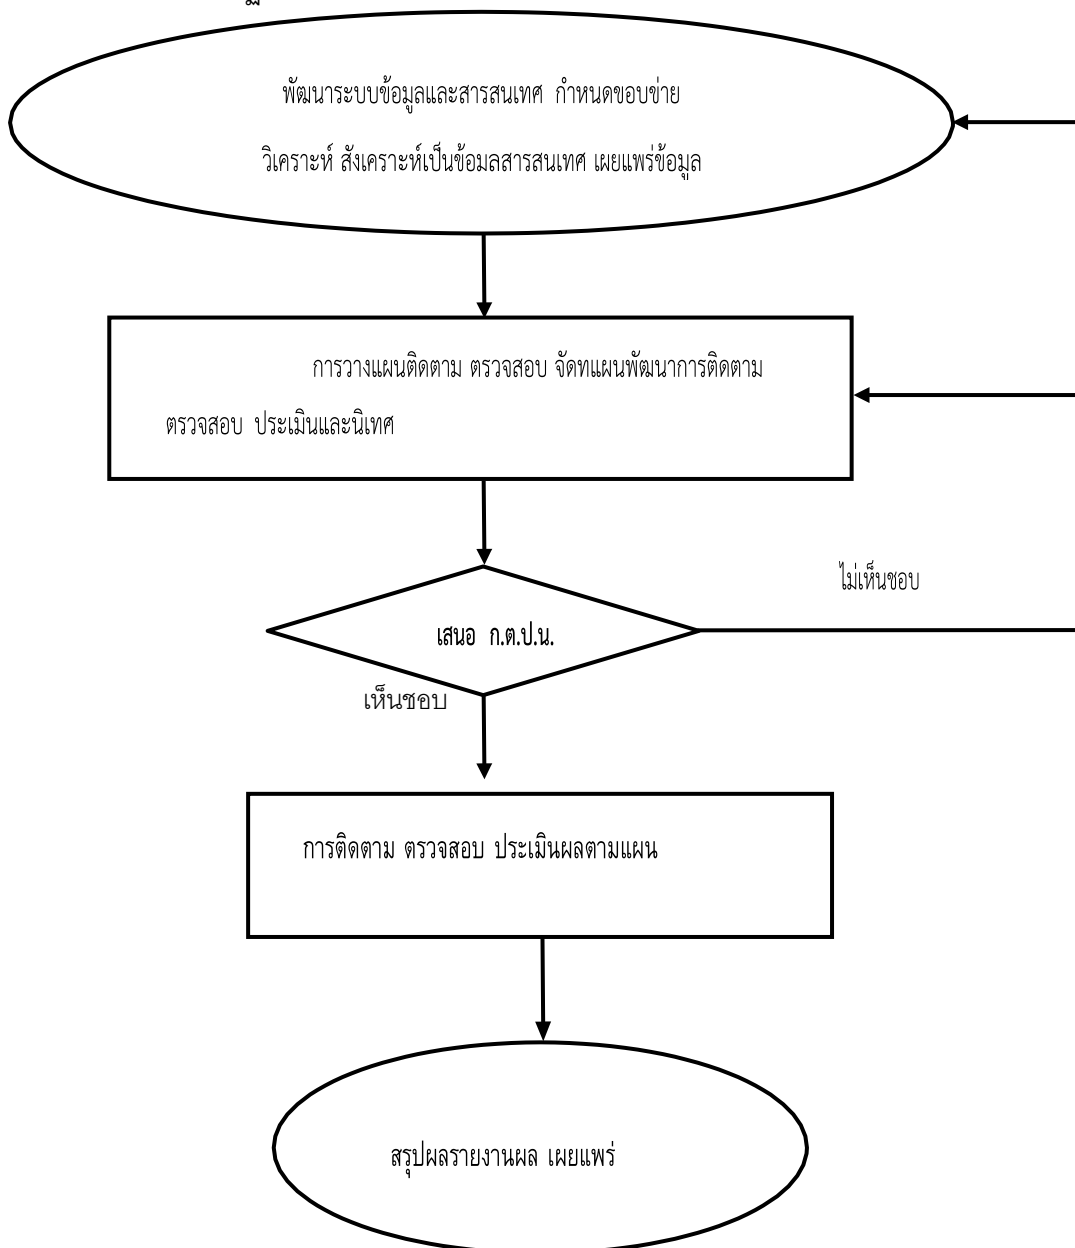 พัฒนาระบบข้อมูลและสารสนเทศ กำหนดขอบข่าย
วิเคราะห์ สังเคราะห์เป็นข้อมลสารสนเทศ เผยแพร่ข้อมูล
การวางแผนติดตาม ตรวจสอบ จัดทแผนพัฒนาการติดตาม
ตรวจสอบ ประเมินและนิเทศ
ไม่เห็นชอบ
เสนอ ก.ต.ป.น.
เห็นชอบ
การติดตาม ตรวจสอบ ประเมินผลตามแผน
สรุปผลรายงานผล เผยแพร่